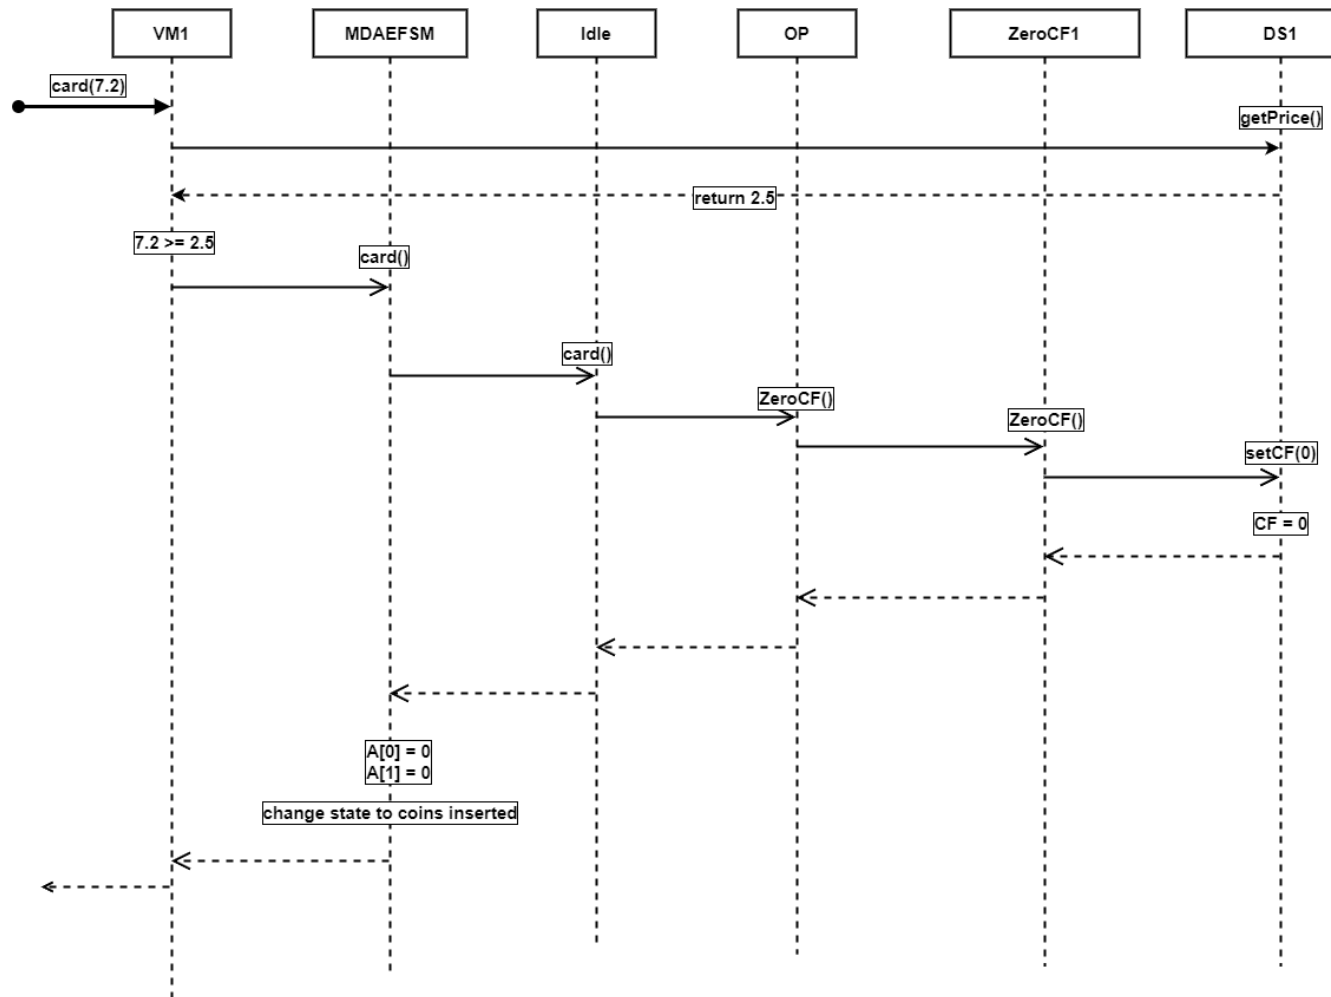 VM1
MDAEFSM
Idle
OP
ZeroCF1
DS1
card(7.2)
getPrice()
return 2.5
7.2 >= 2.5
card()
card()
ZeroCF()
ZeroCF()
setCF(0)
CF = 0
A[0] = 0
A[1] = 0
change state to coins inserted